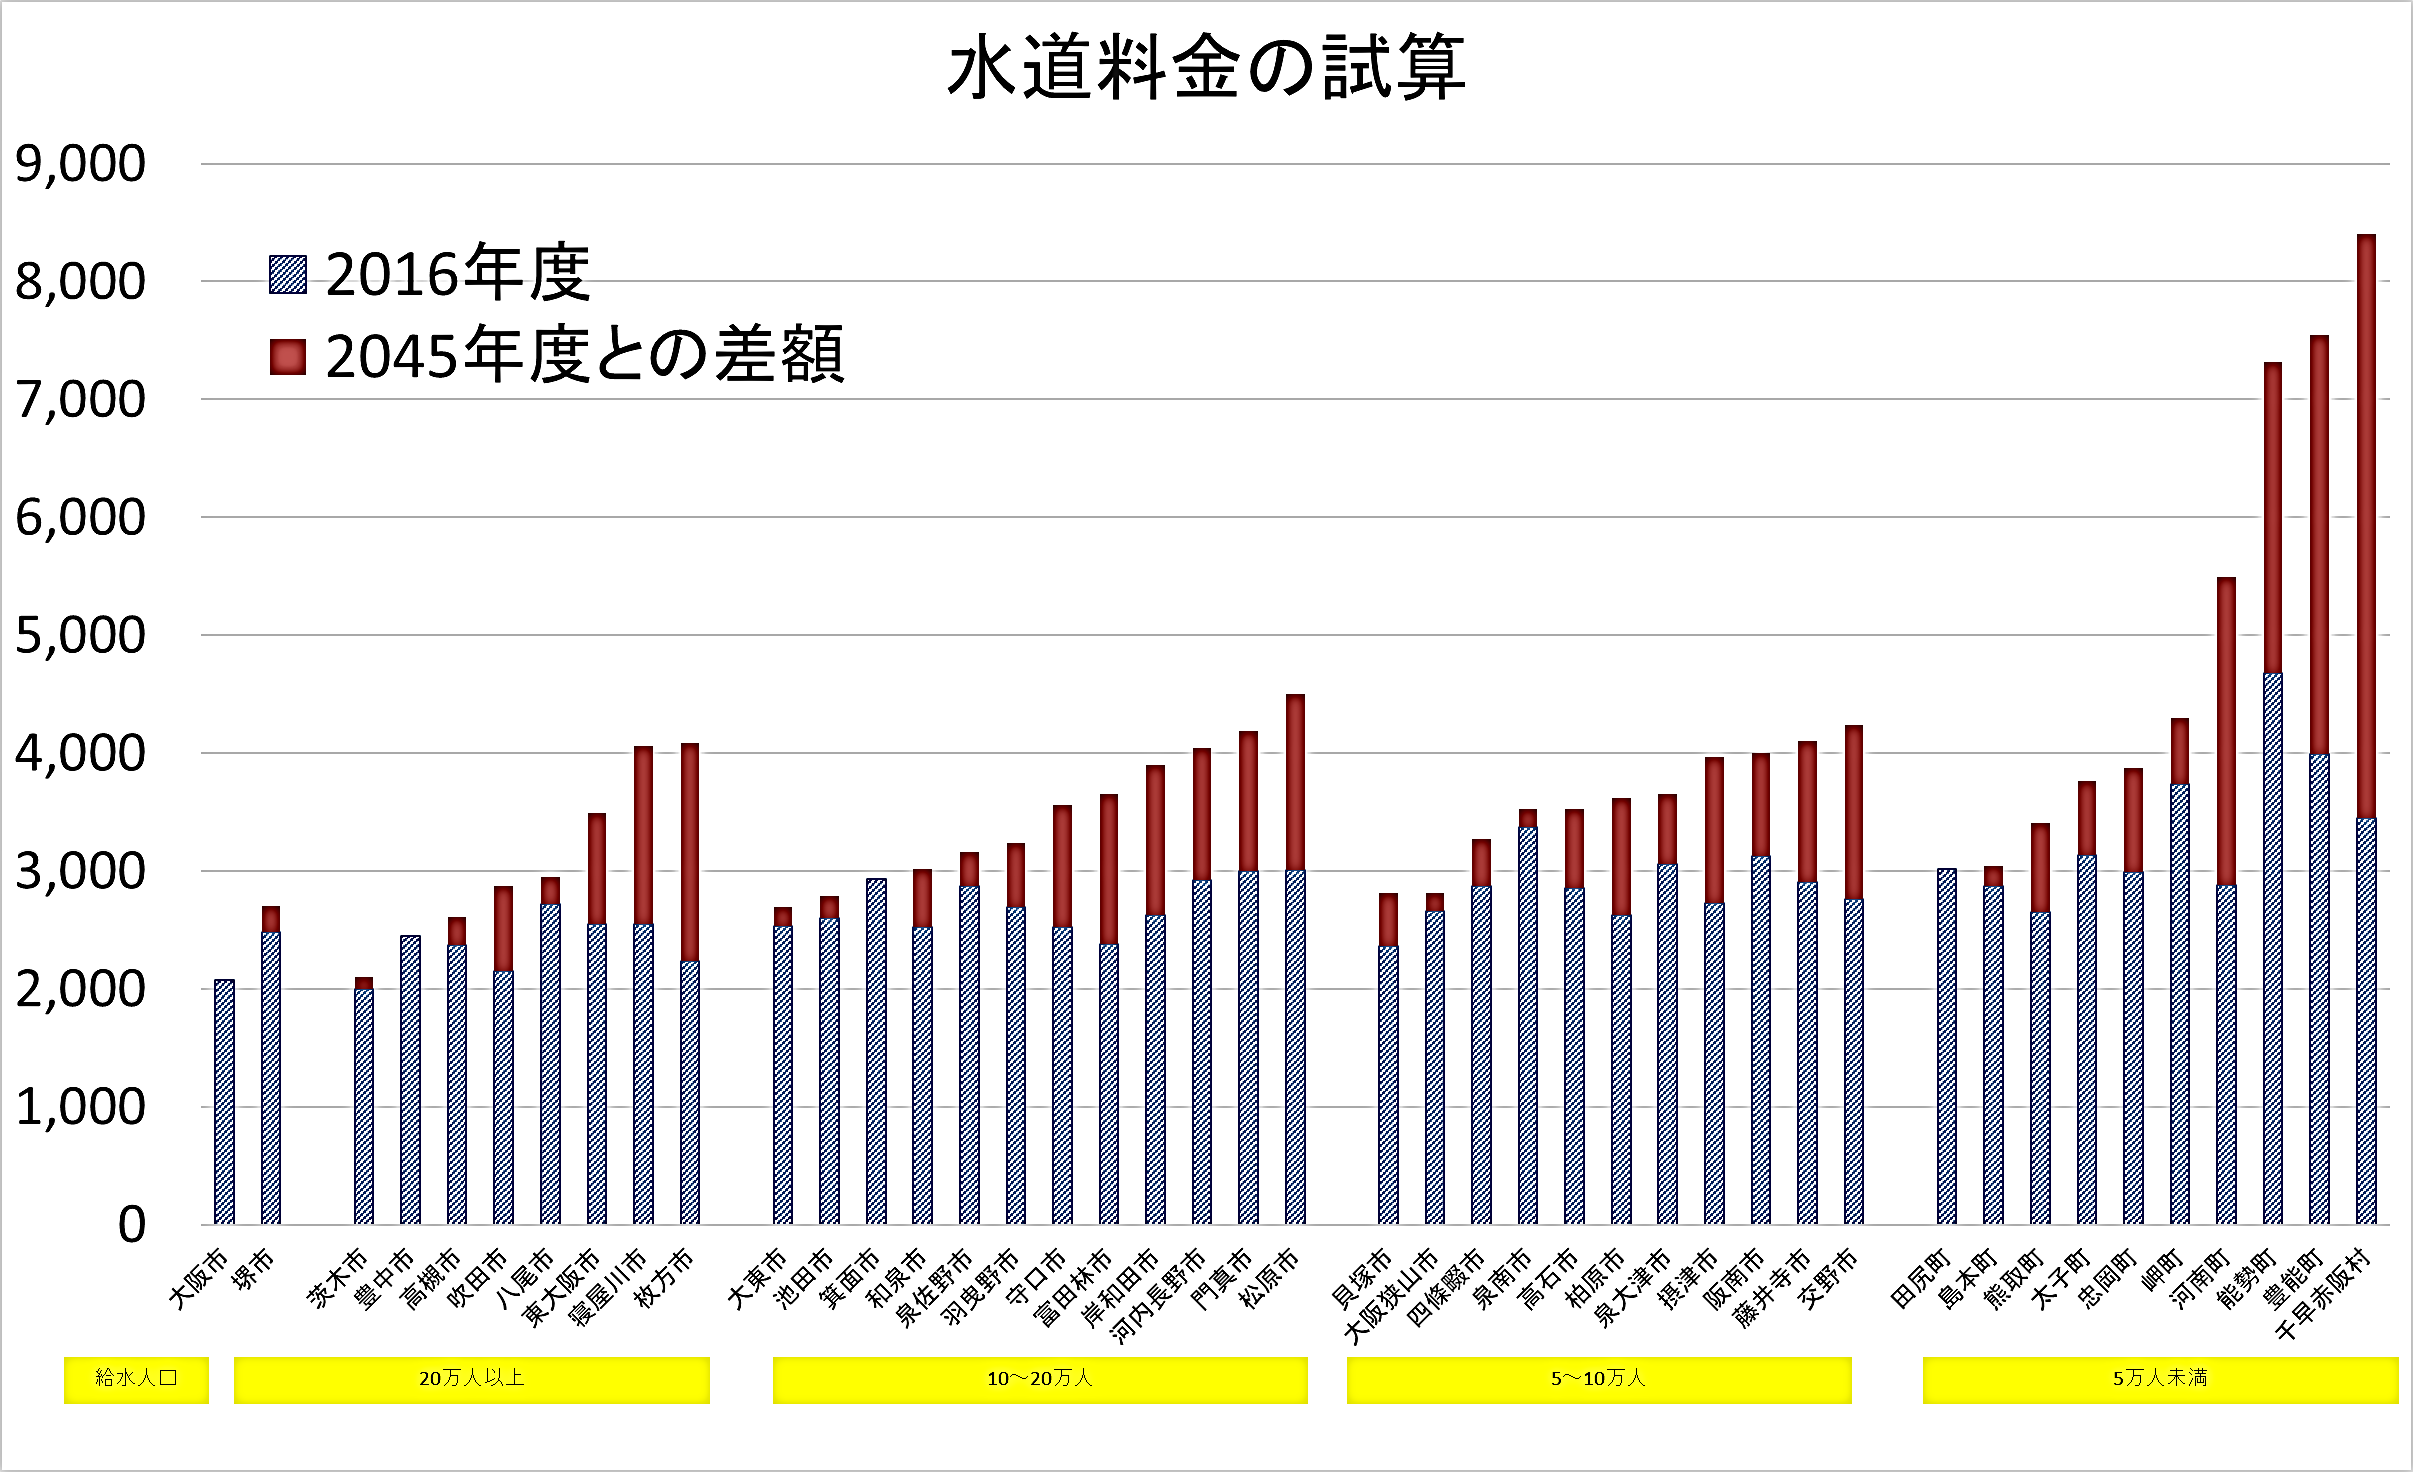 水道料金の試算
9,000
8,000
7,000
6,000
5,000
4,000
3,000
2,000
1,000
0
2016年度
2045年度との差額
大阪市
堺市
茨木市
豊中市
高槻市
吹田市
八尾市
東大阪市
寝屋川市
枚方市
大東市
池田市
箕面市
和泉市
泉佐野市
羽曳野市
守口市
富田林市
岸和田市
河内長野市
門真市
松原市
貝塚市
大阪狭山市
四條畷市
泉南市
高石市
柏原市
泉大津市
摂津市
阪南市
藤井寺市
交野市
田尻町
島本町
熊取町
太子町
忠岡町
岬町
河南町
能勢町
豊能町
千早赤阪村
給水人口
20万人以上
10～20万人
5～10万人
5万人未満